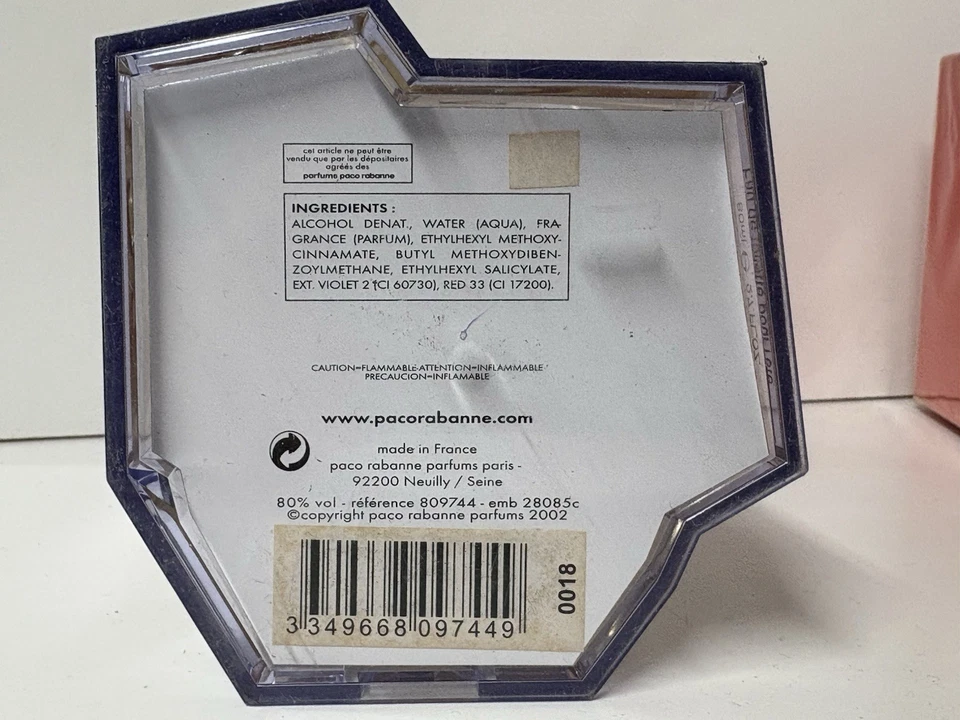 cet article ne peut être
vendu que par les dépositaires
agréés des
parfums paco rabanne
INGREDIENTS :
ALCOHOL DENAT., WATER (AQUA), FRA-
GRANCE (PARFUM), ETHYLHEXYL METHOXY-
CINNAMATE, BUTYL METHOXYDIBEN-
ZOYLMETHANE, ETHYLHEXYL SALICYLATE,
EXT. VIOLET 2 (CI 60730), RED 33 (CI 17200).
CAUTION=FLAMMABLE-ATTENTION=INFLAMMABLE
PRECAUCION=INFLAMABLE
www.pacorabanne.com
made in France
paco rabanne parfums paris -
92200 Neuilly / Seine
80% vol - référence 809744 - emb 28085c
©copyright paco rabanne parfums 2002
3 349668 097449
0018